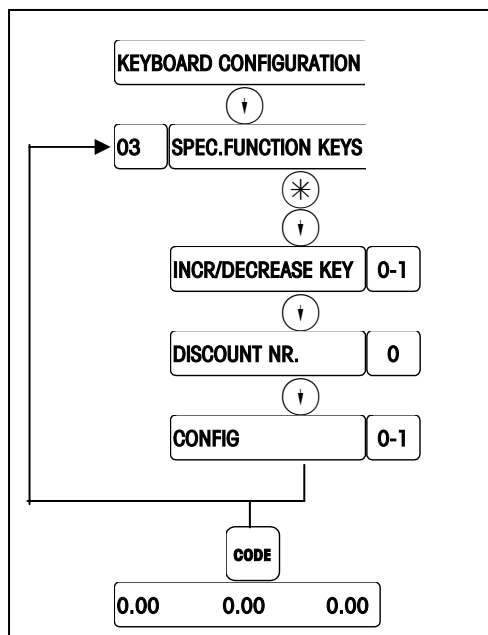 KEYBOARD CONFIGURATION
03 SPEC.FUNCTION KEYS
INCR/DECREASE KEY 0-1
DISCOUNT NR. 0
CONFIG 0-1
CODE
0.00 0.00 0.00